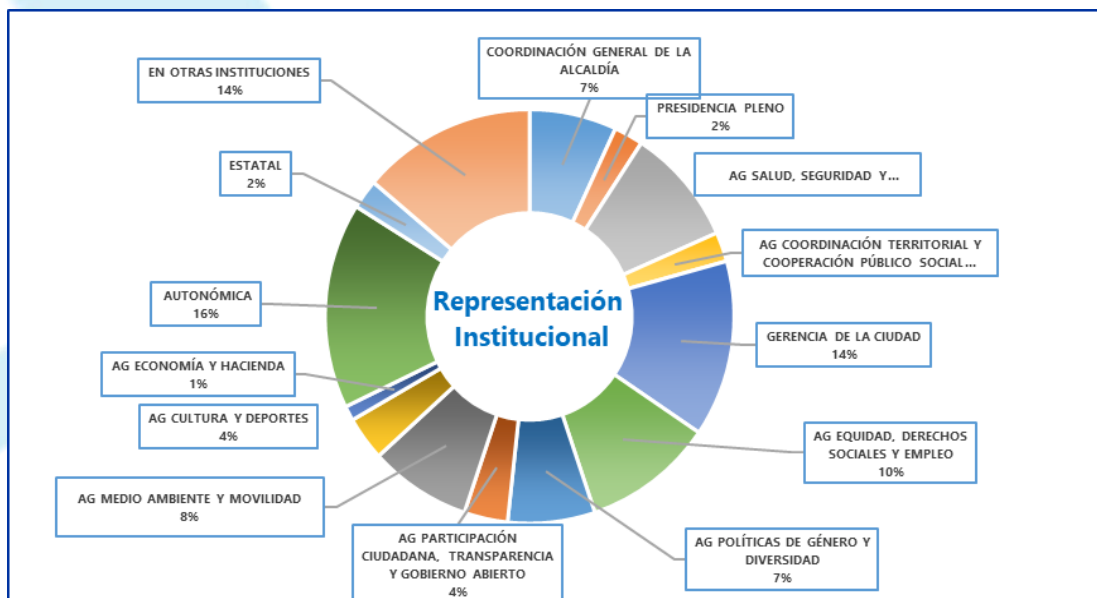 COORDINACIÓN GENERAL DE LA
ALCALDÍA
7%
PRESIDENCIA PLENO
2%
AG SALUD, SEGURIDAD Y...
AG COORDINACIÓN TERRITORIAL Y
COOPERACIÓN PÚBLICO SOCIAL...
GERENCIA DE LA CIUDAD
14%
AG EQUIDAD, DERECHOS
SOCIALES Y EMPLEO
10%
AG POLÍTICAS DE GÉNERO Y
DIVERSIDAD
7%
AG PARTICIPACIÓN
CIUDADANA, TRANSPARENCIA
Y GOBIERNO ABIERTO
4%
AG MEDIO AMBIENTE Y MOVILIDAD
8%
AG CULTURA Y DEPORTES
4%
AG ECONOMÍA Y HACIENDA
1%
AUTONÓMICA
16%
ESTATAL
2%
EN OTRAS INSTITUCIONES
14%
Representación
Institucional